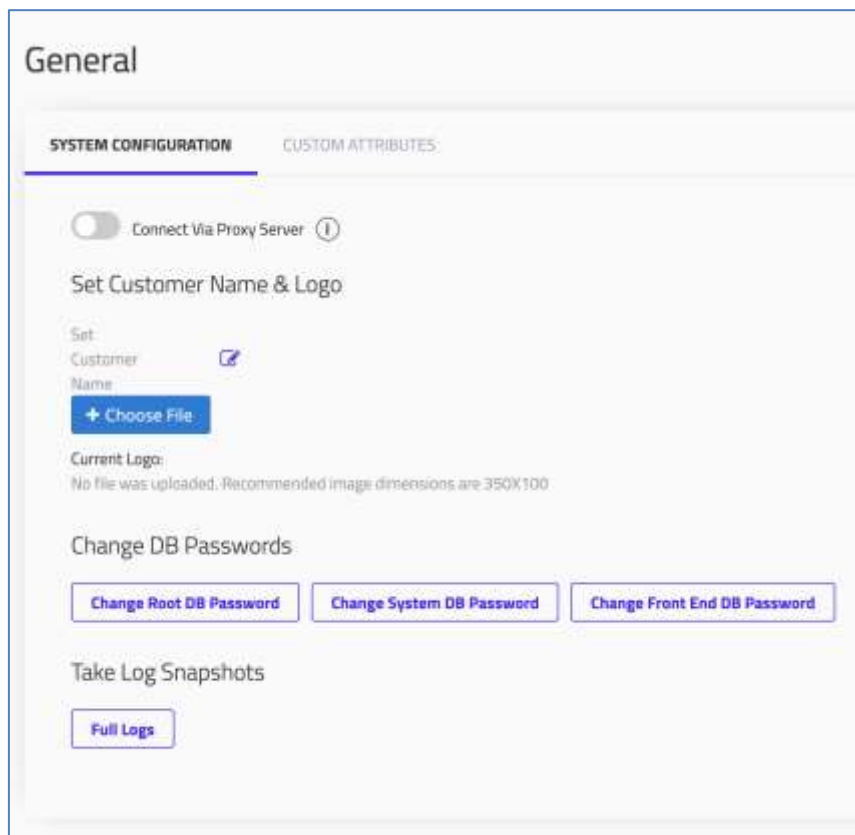 General
SYSTEM CONFIGURATION CUSTOM ATTRIBUTES
Connect Via Proxy Server
Set Customer Name & Logo
Set
Customer
Name
+ Choose File
Current Logo:
No file was uploaded. Recommended image dimensions are 350X100
Change DB Passwords
Change Root DB Password Change System DB Password Change Front End DB Password
Take Log Snapshots
Full Logs